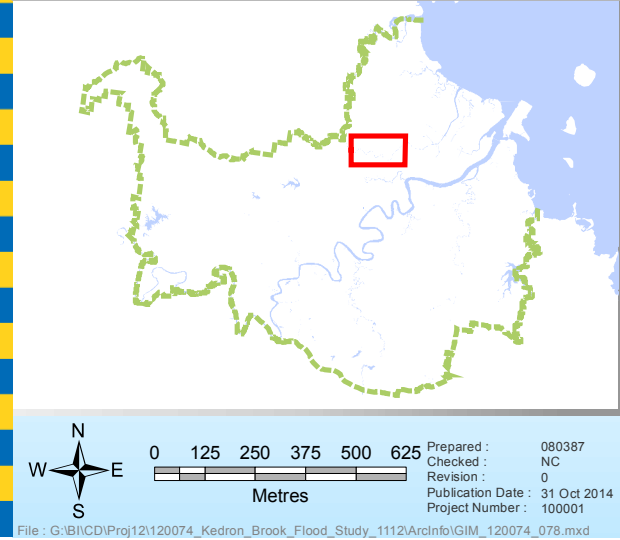 N
W E
S
0 125 250 375 500 625
Metres
Prepared : 080387
Checked : NC
Revision : 0
Publication Date : 31 Oct 2014
Project Number : 100001
File : G:\BI\CD\Proj12\120074_Kedron_Brook_Flood_Study_1112\ArcInfo\GIM_120074_078.mxd